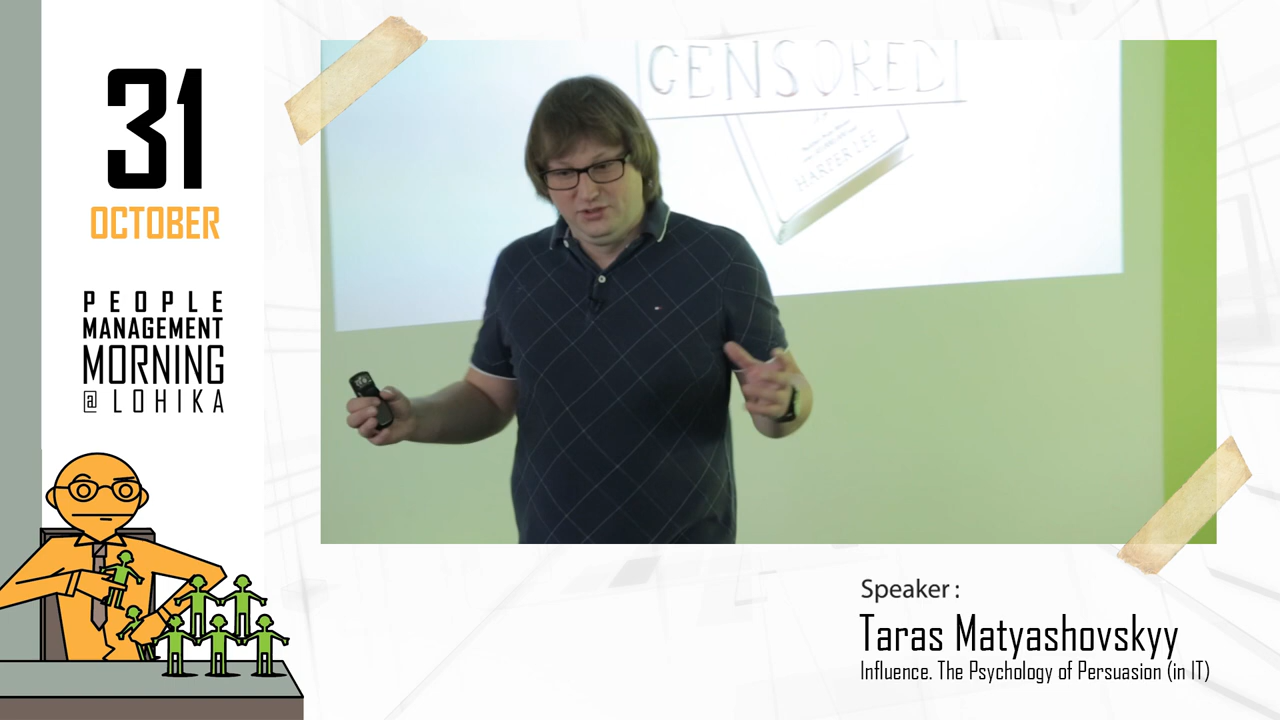 31
OCTOBER
PEOPLE
MANAGEMENT
MORNING
@ LOHIKA
CENSORED
HARPER LEE
Speaker :
Taras Matyashovskyy
Influence. The Psychology of Persuasion (in IT)